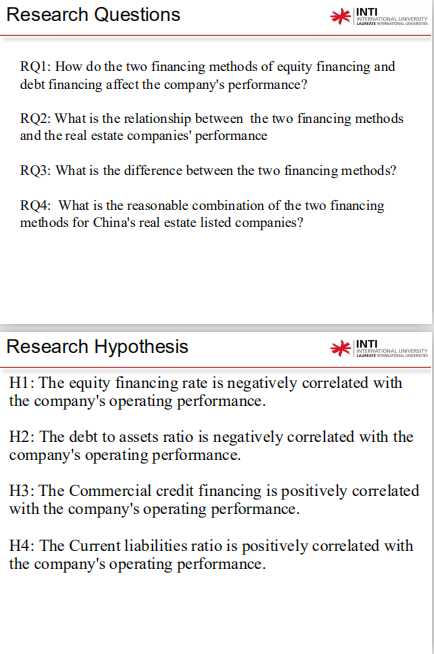 Research Questions
INTI
INTERNATIONAL UNIVERSITY
LAUREATE INTERNATIONAL UNIVERSITIES
RQ1: How do the two financing methods of equity financing and
debt financing affect the company's performance?
RQ2: What is the relationship between the two financing methods
and the real estate companies' performance
RQ3: What is the difference between the two financing methods?
RQ4: What is the reasonable combination of the two financing
methods for China's real estate listed companies?
Research Hypothesis
INTI
INTERNATIONAL UNIVERSITY
LAUREATE INTERNATIONAL UNIVERSITIES
H1: The equity financing rate is negatively correlated with
the company's operating performance.
H2: The debt to assets ratio is negatively correlated with the
company's operating performance.
H3: The Commercial credit financing is positively correlated
with the company's operating performance.
H4: The Current liabilities ratio is positively correlated with
the company's operating performance.